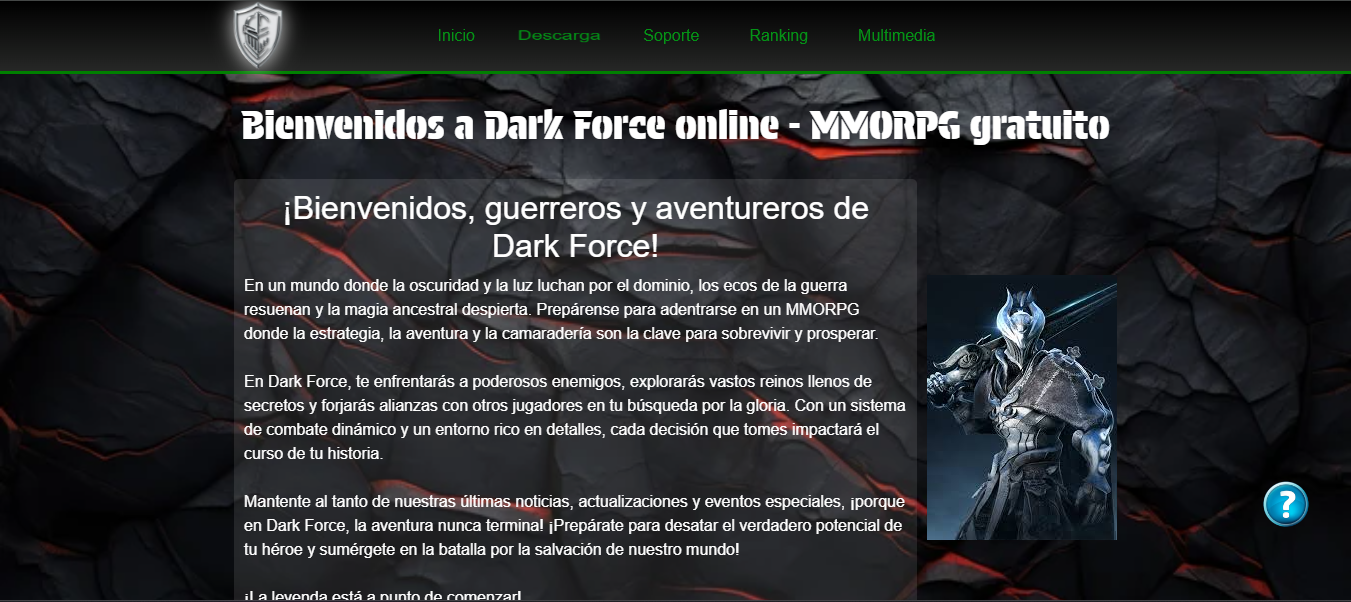 Inicio Descarga Soporte Ranking Multimedia
Bienvenidos a Dark Force online - MMORPG gratuito
¡Bienvenidos, guerreros y aventureros de
Dark Force!
En un mundo donde la oscuridad y la luz luchan por el dominio, los ecos de la guerra
resuenan y la magia ancestral despierta. Prepárense para adentrarse en un MMORPG
donde la estrategia, la aventura y la camaradería son la clave para sobrevivir y prosperar.
En Dark Force, te enfrentarás a poderosos enemigos, explorarás vastos reinos llenos de
secretos y forjarás alianzas con otros jugadores en tu búsqueda por la gloria. Con un sistema
de combate dinámico y un entorno rico en detalles, cada decisión que tomes impactará el
curso de tu historia.
Mantente al tanto de nuestras últimas noticias, actualizaciones y eventos especiales, ¡porque
en Dark Force, la aventura nunca termina! ¡Prepárate para desatar el verdadero potencial de
tu héroe y sumérgete en la batalla por la salvación de nuestro mundo!
¡La leyenda está a punto de comenzar!
?